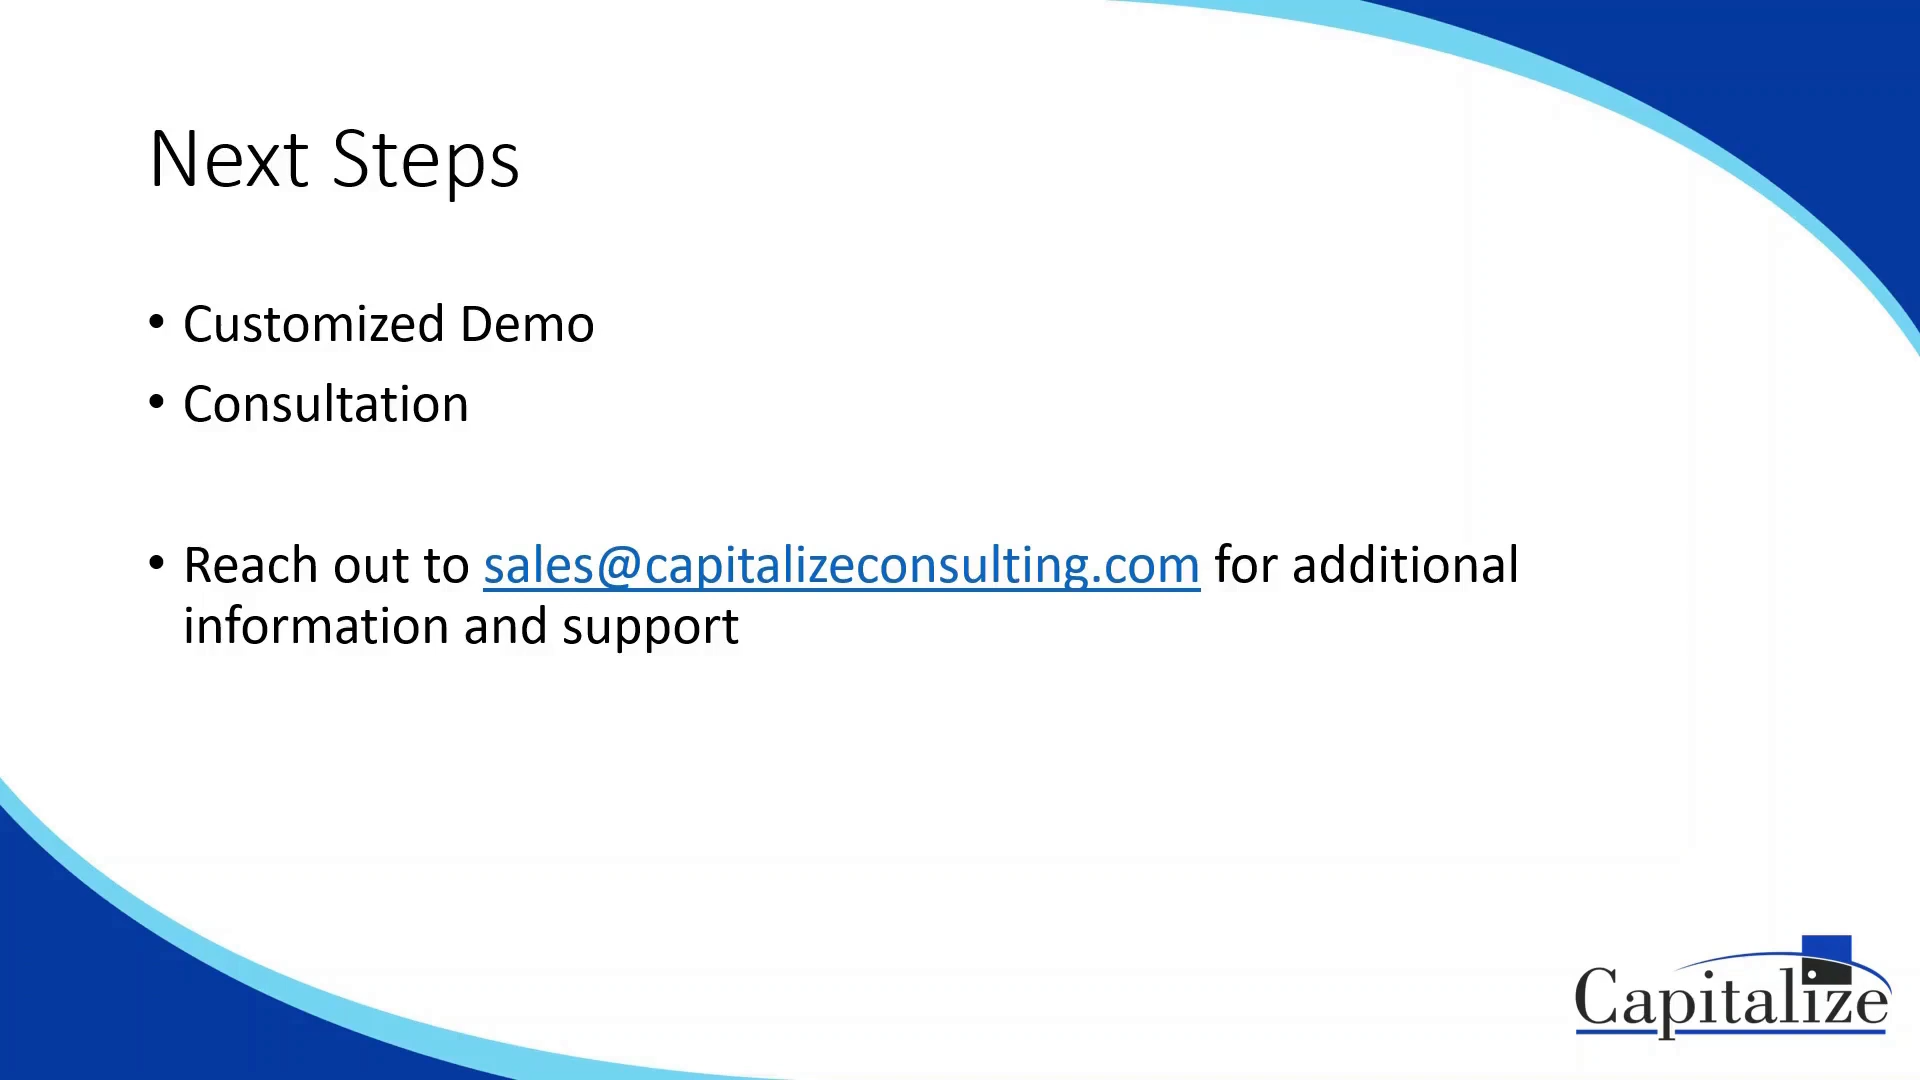 Next Steps
• Customized Demo
• Consultation
• Reach out to sales@capitalizeconsulting.com for additional
information and support
Capitalize